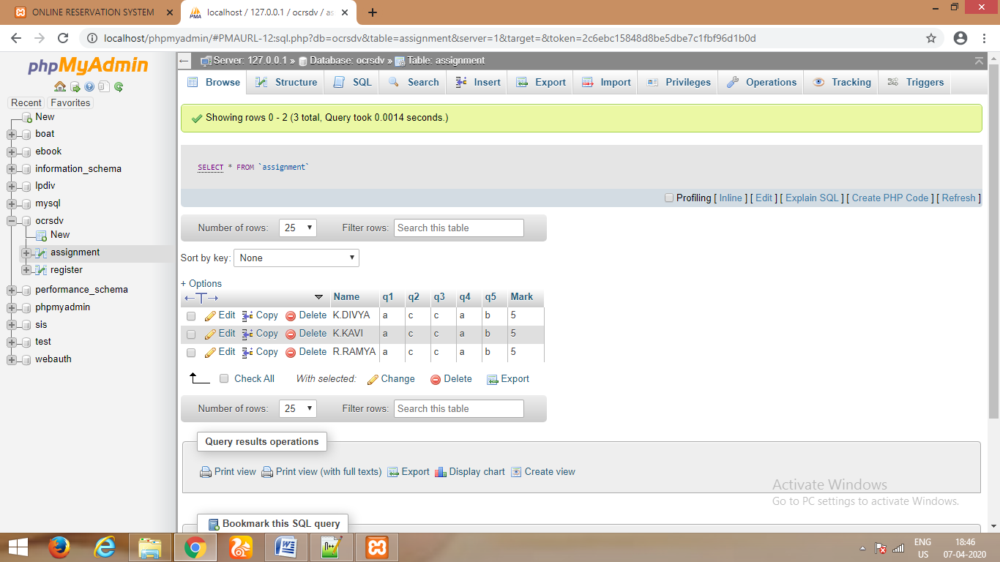 ONLINE RESERVATION SYSTEM
localhost / 127.0.0.1 / ocrsdv / as
localhost/phpmyadmin/#PMAURL-12:sql.php?db=ocrsdv&table=assignment&server=1&target=&token=2c6ebc15848d8be5dbe7c1fbf96d1b0d
phpMyAdmin
Recent Favorites
New
boat
ebook
information_schema
lpdiv
mysql
ocrsdv
New
assignment
register
performance_schema
phpmyadmin
sis
test
webauth
Server: 127.0.0.1 » Database: ocrsdv » Table: assignment
Browse Structure SQL Search Insert Export Import Privileges Operations Tracking Triggers
Showing rows 0 - 2 (3 total, Query took 0.0014 seconds.)
SELECT * FROM `assignment`
Profiling [ Inline ] [ Edit ] [ Explain SQL ] [ Create PHP Code ] [ Refresh ]
Number of rows: 25 Filter rows: Search this table
Sort by key: None
+ Options
Name q1 q2 q3 q4 q5 Mark
Edit Copy Delete K.DIVYA a c c a b 5
Edit Copy Delete K.KAVI a c c a b 5
Edit Copy Delete R.RAMYA a c c a b 5
Check All With selected: Change Delete Export
Number of rows: 25 Filter rows: Search this table
Query results operations
Print view Print view (with full texts) Export Display chart Create view
Activate Windows
Go to PC settings to activate Windows.
Bookmark this SQL query
ENG 18:46
US 07-04-2020